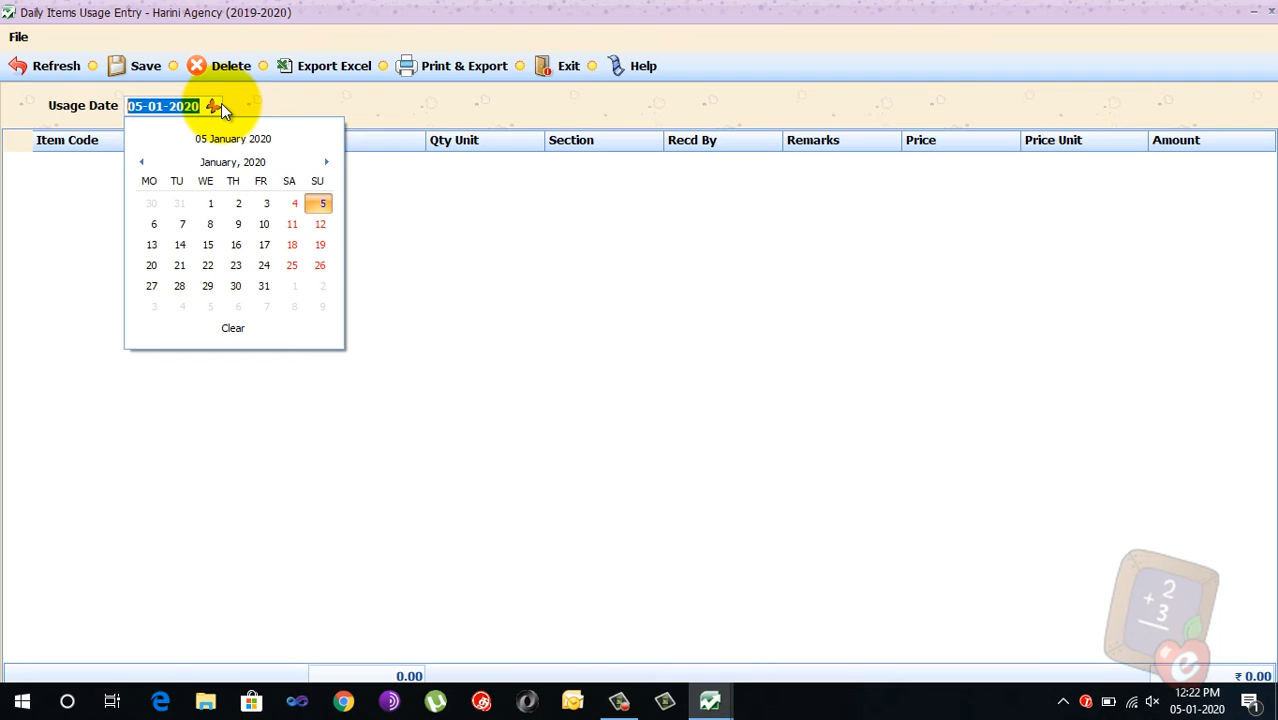 Daily Items Usage Entry - Harini Agency (2019-2020)
File
Refresh Save Delete Export Excel Print & Export Exit Help
Usage Date 05-01-2020
Item Code Qty Unit Section Recd By Remarks Price Price Unit Amount
05 January 2020
January, 2020
MO TU WE TH FR SA SU
30 31 1 2 3 4 5
6 7 8 9 10 11 12
13 14 15 16 17 18 19
20 21 22 23 24 25 26
27 28 29 30 31 1 2
3 4 5 6 7 8 9
Clear
+ 2
3
e
0.00 ₹ 0.00
12:22 PM
05-01-2020
1